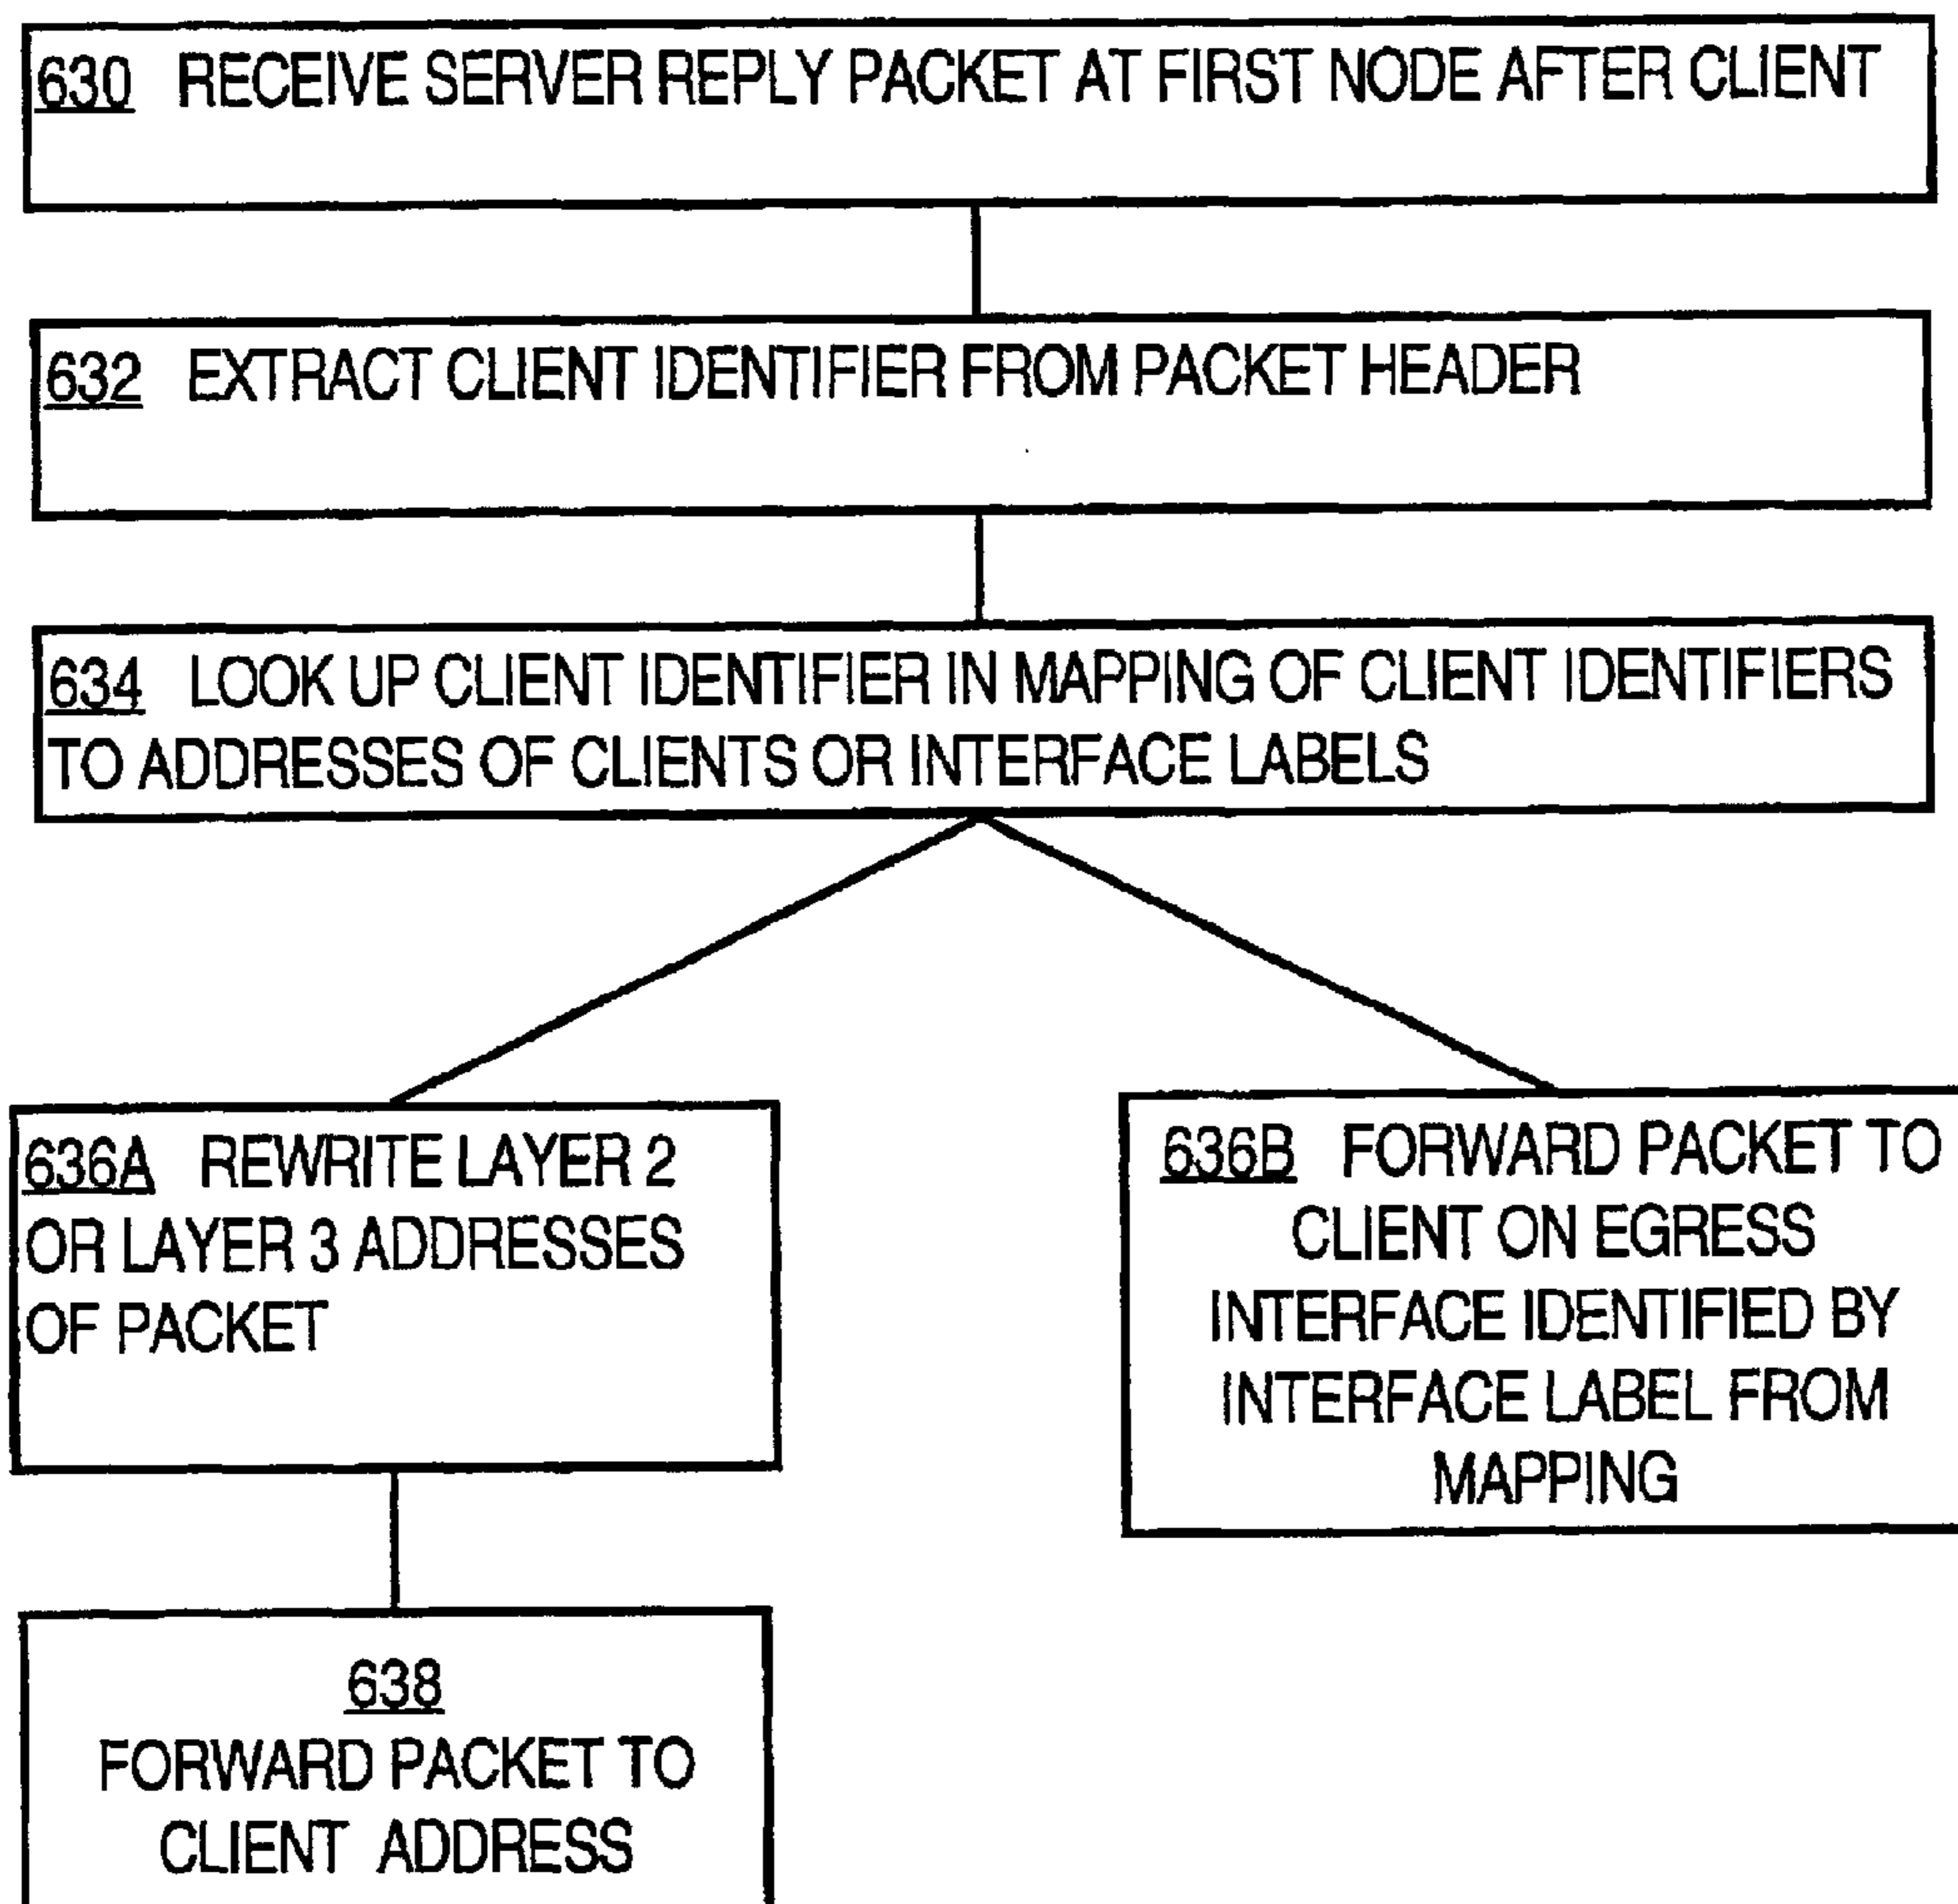 630 RECEIVE SERVER REPLY PACKET AT FIRST NODE AFTER CLIENT
632 EXTRACT CLIENT IDENTIFIER FROM PACKET HEADER
634 LOOK UP CLIENT IDENTIFIER IN MAPPING OF CLIENT IDENTIFIERS
TO ADDRESSES OF CLIENTS OR INTERFACE LABELS
636A REWRITE LAYER 2
OR LAYER 3 ADDRESSES
OF PACKET
636B FORWARD PACKET TO
CLIENT ON EGRESS
INTERFACE IDENTIFIED BY
INTERFACE LABEL FROM
MAPPING
638
FORWARD PACKET TO
CLIENT ADDRESS